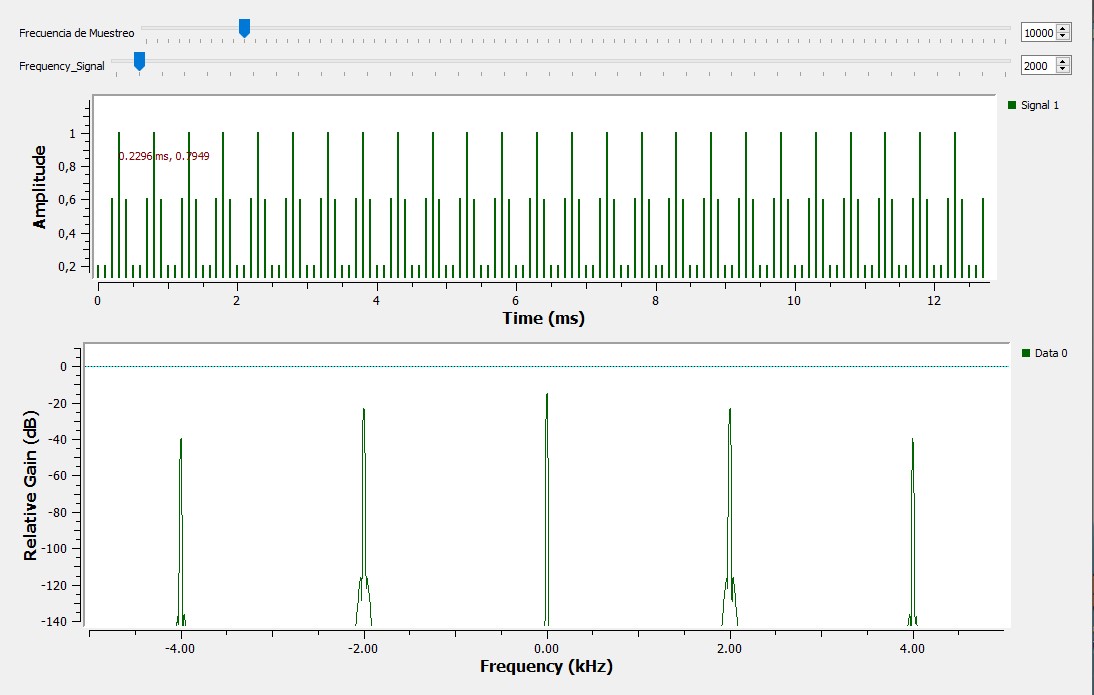 Frecuencia de Muestreo 10000
Frequency_Signal 2000
Signal 1
Amplitude
1
0,8
0,6
0,4
0,2
0.2296 ms, 0.7949
0 2 4 6 8 10 12
Time (ms)
Data 0
Relative Gain (dB)
0
-20
-40
-60
-80
-100
-120
-140
-4.00 -2.00 0.00 2.00 4.00
Frequency (kHz)